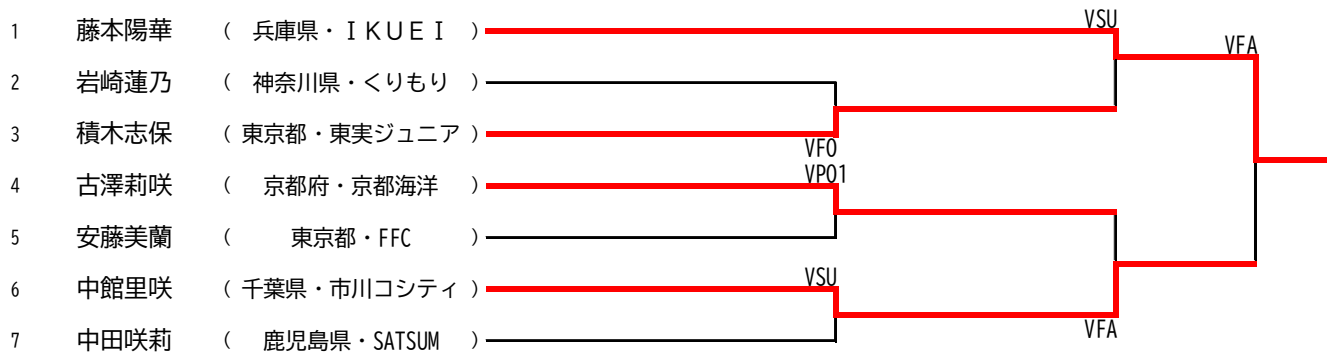 1 藤本陽華 ( 兵庫県・ＩＫＵＥＩ ) VSU
VFA
2 岩崎蓮乃 ( 神奈川県・くりもり )
3 積木志保 ( 東京都・東実ジュニア )
VFO
4 古澤莉咲 ( 京都府・京都海洋 ) VPO1
5 安藤美蘭 ( 東京都・FFC )
6 中館里咲 ( 千葉県・市川コシティ ) VSU
7 中田咲莉 ( 鹿児島県・SATSUM ) VFA